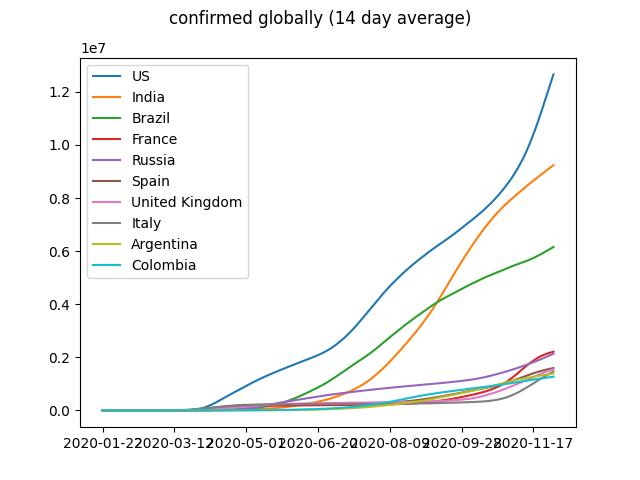 confirmed globally (14 day average)
1e7
1.2
1.0
0.8
0.6
0.4
0.2
0.0
US
India
Brazil
France
Russia
Spain
United Kingdom
Italy
Argentina
Colombia
2020-01-22 2020-03-12 2020-05-01 2020-06-20 2020-08-09 2020-09-28 2020-11-17